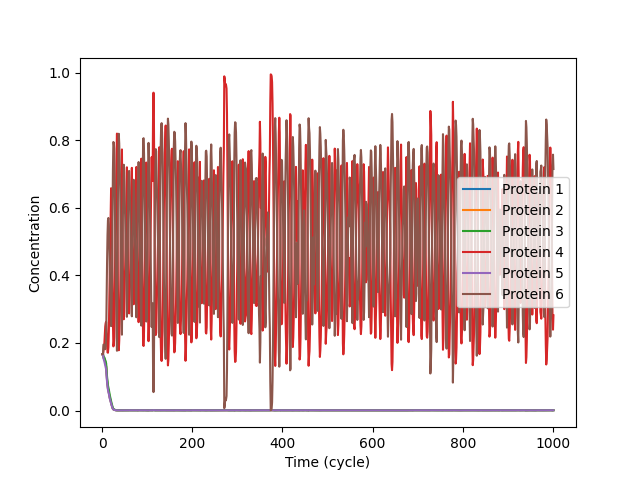 1.0
0.8
0.6
0.4
0.2
0.0
Concentration
Protein 1
Protein 2
Protein 3
Protein 4
Protein 5
Protein 6
0 200 400 600 800 1000
Time (cycle)